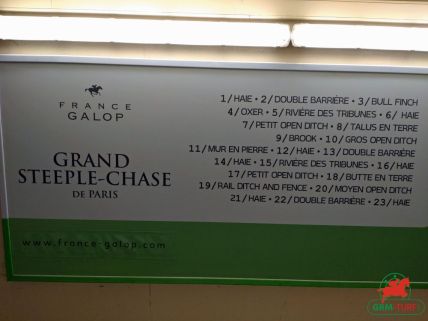 FRANCE
GALOP
GRAND
STEEPLE-CHASE
DE PARIS
1/HAIE • 2/DOUBLE BARRIÈRE • 3/BULL FINCH
4/OXER • 5/RIVIÈRE DES TRIBUNES • 6/ HAIE
7/PETIT OPEN DITCH • 8/TALUS EN TERRE
9/BROOK • 10/GROS OPEN DITCH
11/MUR EN PIERRE • 12/HAIE • 13/DOUBLE BARRIÈRE
14/HAIE • 15/RIVIÈRE DES TRIBUNES • 16/HAIE
17/PETIT OPEN DITCH • 18/BUTTE EN TERRE
19/RAIL DITCH AND FENCE • 20/MOYEN OPEN DITCH
21/HAIE • 22/DOUBLE BARRIÈRE • 23/HAIE
www.france-galop.com
GRM-TURF